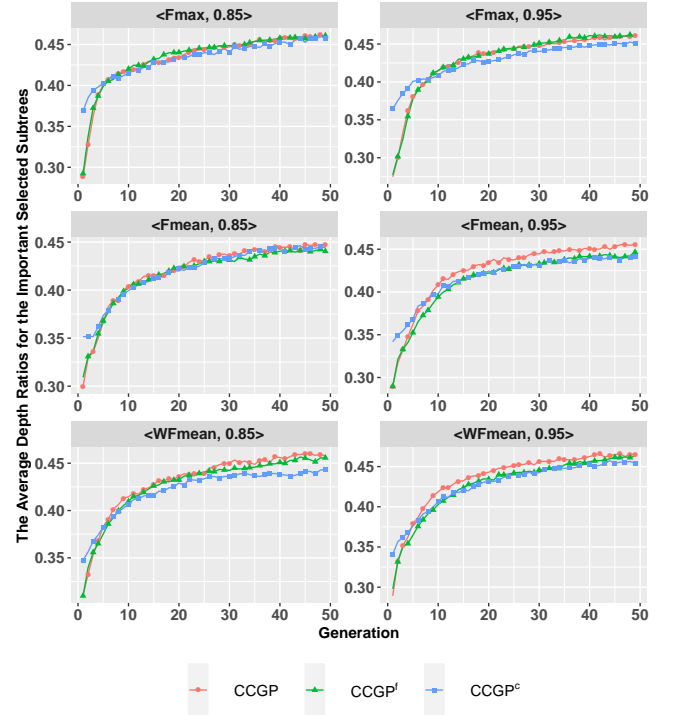 The Average Depth Ratios for the Important Selected Subtrees
<Fmax, 0.85>
0.45
0.40
0.35
0.30
0 10 20 30 40 50
<Fmax, 0.95>
0.45
0.40
0.35
0.30
0 10 20 30 40 50
<Fmean, 0.85>
0.45
0.40
0.35
0.30
0 10 20 30 40 50
<Fmean, 0.95>
0.45
0.40
0.35
0.30
0 10 20 30 40 50
<WFmean, 0.85>
0.45
0.40
0.35
0 10 20 30 40 50
<WFmean, 0.95>
0.45
0.40
0.35
0.30
0 10 20 30 40 50
Generation
CCGP CCGPᶠ CCGPᶜ